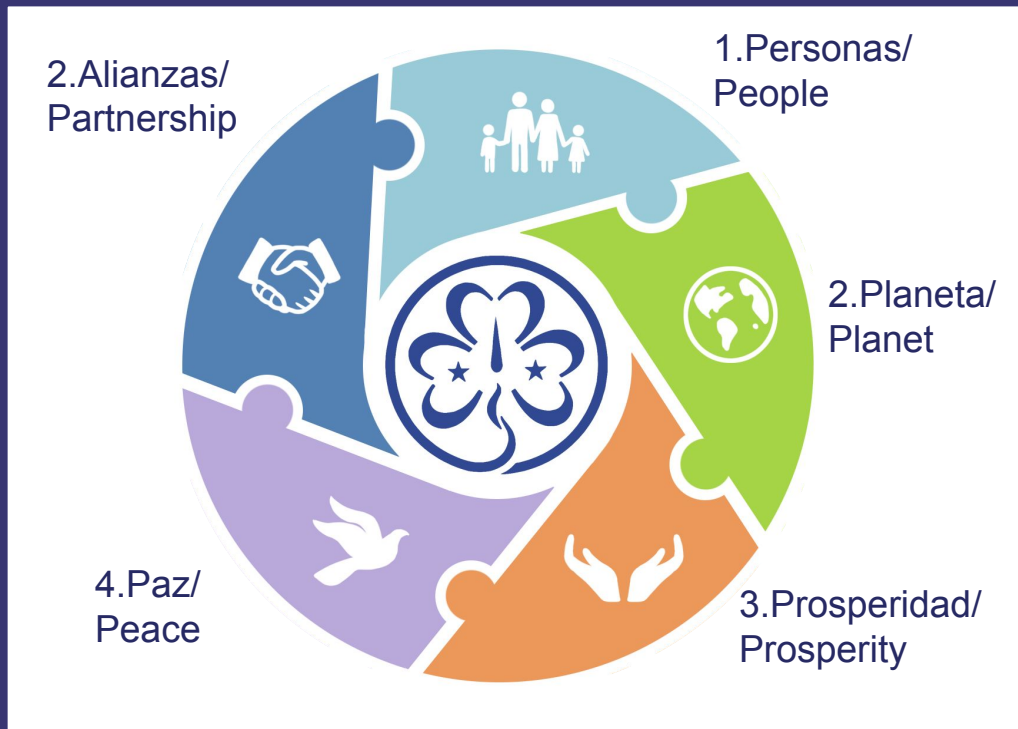 2.Alianzas/
Partnership
1.Personas/
People
2.Planeta/
Planet
3.Prosperidad/
Prosperity
4.Paz/
Peace